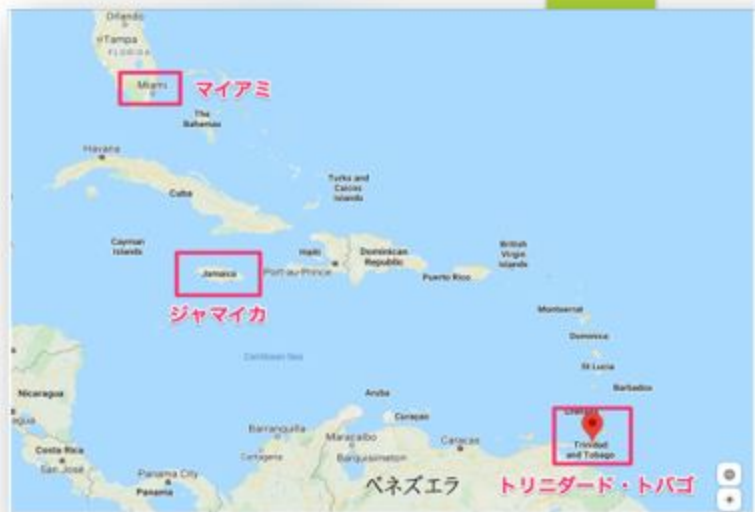 Orlando
Tampa
FLORIDA
Miami
マイアミ
The
Bahamas
Havana
Cuba
Turks and
Caicos
Islands
Cayman
Islands
Jamaica
Haiti
Port-au-Prince
Dominican
Republic
Puerto Rico
British
Virgin
Islands
ジャマイカ
Montserrat
Dominica
Caribbean Sea
St Lucia
Barbados
Nicaragua
Aruba
Curaçao
Barranquilla
Cartagena
Maracaibo
Barquisimeto
Caracas
Trinidad
and Tobago
Costa Rica
San José
Panama City
Panama
ベネズエラ
トリニダード・トバゴ